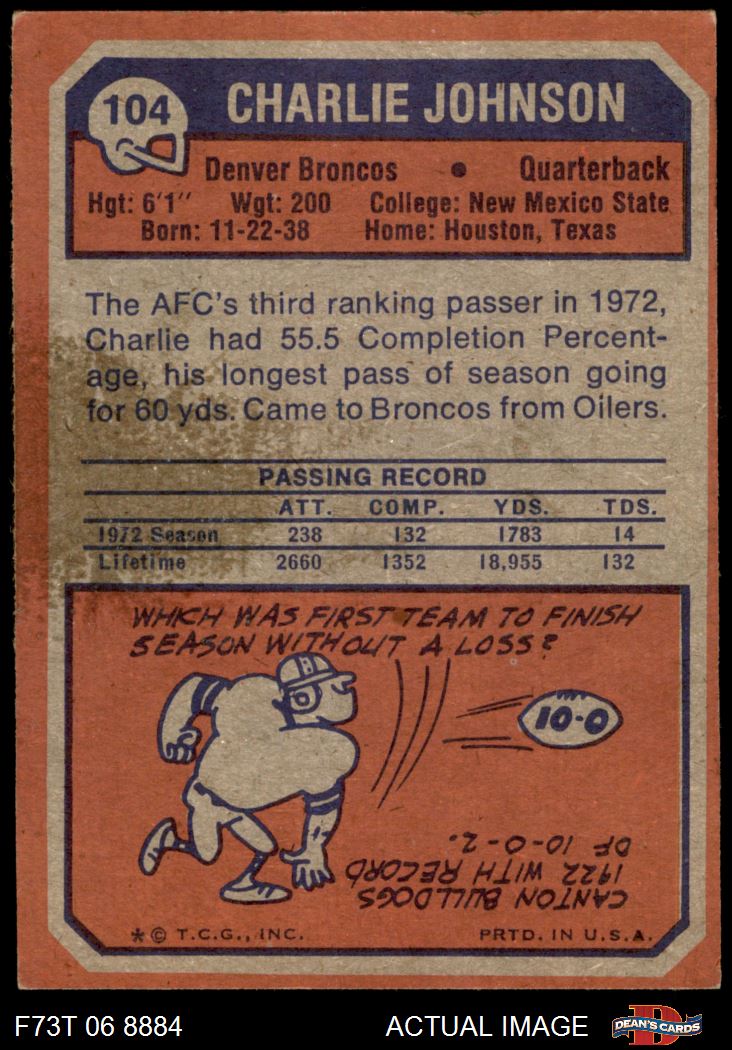 104
CHARLIE JOHNSON
Denver Broncos • Quarterback
Hgt: 6'1" Wgt: 200 College: New Mexico State
Born: 11-22-38 Home: Houston, Texas
The AFC's third ranking passer in 1972,
Charlie had 55.5 Completion Percent-
age, his longest pass of season going
for 60 yds. Came to Broncos from Oilers.
PASSING RECORD
ATT. COMP. YDS. TDS.
1972 Season 238 132 1783 14
Lifetime 2660 1352 18,955 132
WHICH WAS FIRST TEAM TO FINISH
SEASON WITHOUT A LOSS?
10-0
CANTON BULLDOGS
1922 WITH RECORD
OF 10-0-2.
* © T.C.G., INC. PRTD. IN U.S.A.
F73T 06 8884 ACTUAL IMAGE
D
DEAN'S CARDS